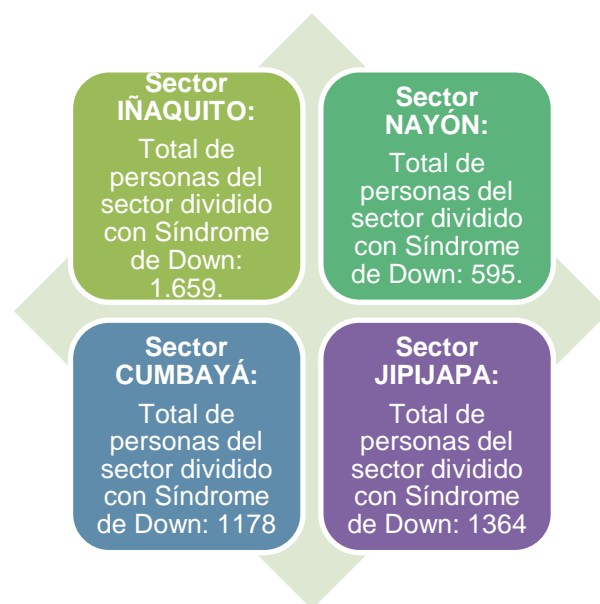 Sector
IÑAQUITO:
Total de
personas del
sector dividido
con Síndrome
de Down:
1.659.
Sector
NAYÓN:
Total de
personas del
sector dividido
con Síndrome
de Down: 595.
Sector
CUMBAYÁ:
Total de
personas del
sector dividido
con Síndrome
de Down: 1178
Sector
JIPIJAPA:
Total de
personas del
sector dividido
con Síndrome
de Down: 1364